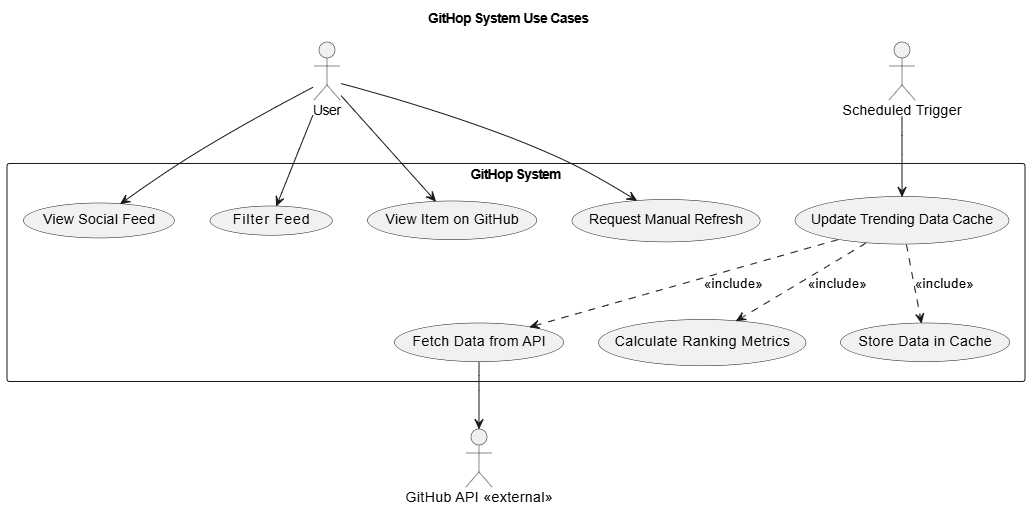 GitHop System Use Cases
User
Scheduled Trigger
GitHop System
View Social Feed
Filter Feed
View Item on GitHub
Request Manual Refresh
Update Trending Data Cache
«include»
«include»
«include»
Fetch Data from API
Calculate Ranking Metrics
Store Data in Cache
GitHub API «external»